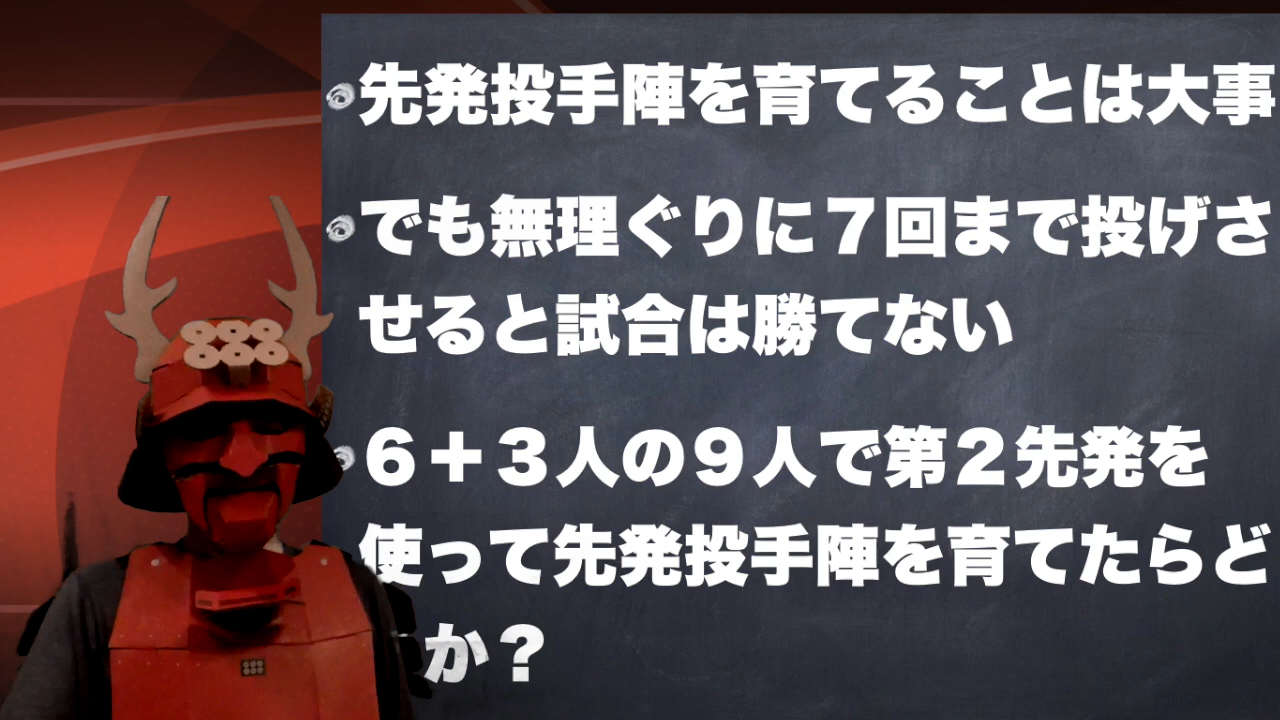 先発投手陣を育てることは大事
でも無理ぐりに７回まで投げさ
せると試合は勝てない
６＋３人の９人で第２先発を
使って先発投手陣を育てたらど
か？